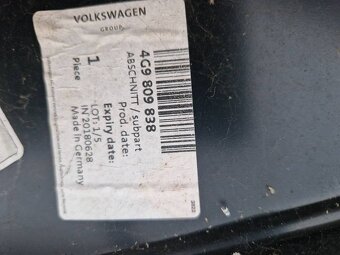 VOLKSWAGEN
GROUP
1
Piece
4G9 809 838
ABSCHNITT / subpart
Prod. date:
Expiry date:
LOT: 1/5
IN 20180628
Made in Germany